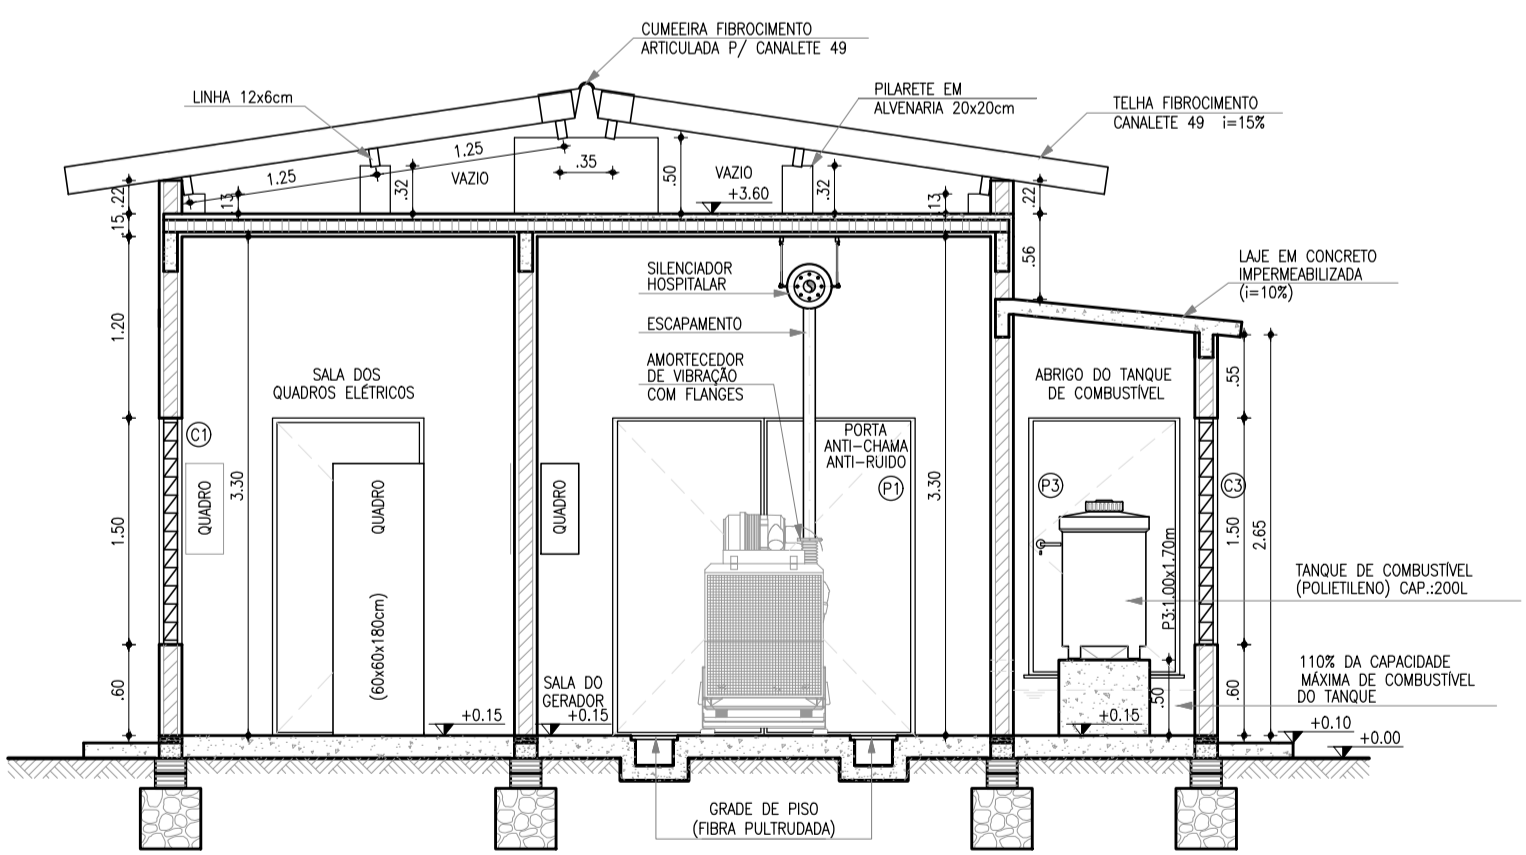 CUMEEIRA FIBROCIMENTO
ARTICULADA P/ CANALETE 49
LINHA 12x6cm
PILARETE EM
ALVENARIA 20x20cm
TELHA FIBROCIMENTO
CANALETE 49 i=15%
1.25
1.25
.35
.50
.32
.32
VAZIO
VAZIO
+3.60
.13
.13
.22
.22
.15
.56
LAJE EM CONCRETO
IMPERMEABILIZADA
(i=10%)
SILENCIADOR
HOSPITALAR
ESCAPAMENTO
AMORTECEDOR
DE VIBRAÇÃO
COM FLANGES
1.20
SALA DOS
QUADROS ELÉTRICOS
ABRIGO DO TANQUE
DE COMBUSTÍVEL
.55
C1
PORTA
ANTI-CHAMA
ANTI-RUIDO
P1
P3
C3
3.30
3.30
QUADRO
QUADRO
QUADRO
1.50
1.50
2.65
P3:1.00x1.70m
TANQUE DE COMBUSTÍVEL
(POLIETILENO) CAP.:200L
(60x60x180cm)
110% DA CAPACIDADE
MÁXIMA DE COMBUSTÍVEL
DO TANQUE
.60
.60
.50
SALA DO
GERADOR
+0.15
+0.15
+0.15
+0.10
+0.00
GRADE DE PISO
(FIBRA PULTRUDADA)